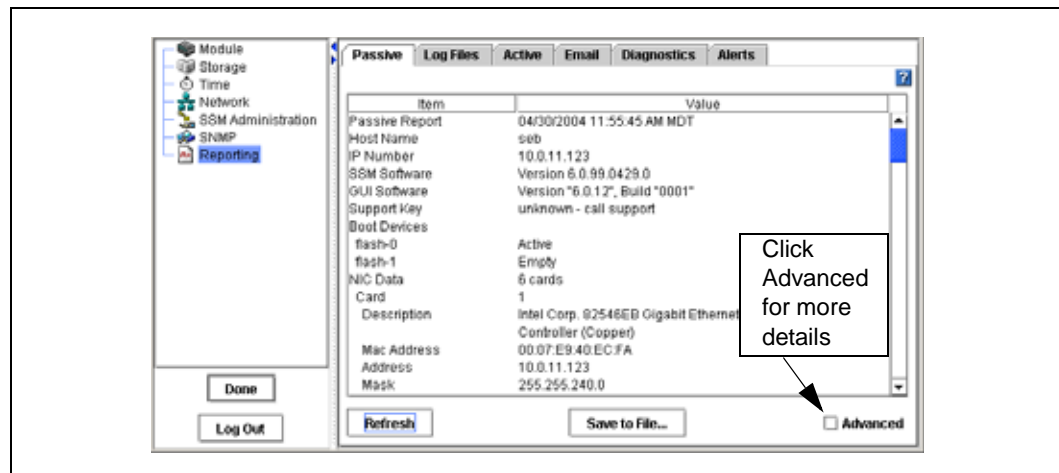 Module
Storage
Time
Network
SSM Administration
SNMP
Reporting
Done
Log Out
Passive Log Files Active Email Diagnostics Alerts
?
Item Value
Passive Report 04/30/2004 11:55:45 AM MDT
Host Name seb
IP Number 10.0.11.123
SSM Software Version 6.0.99.0429.0
GUI Software Version "6.0.12", Build "0001"
Support Key unknown - call support
Boot Devices
flash-0 Active
flash-1 Empty
NIC Data 6 cards
Card 1
Description Intel Corp. 82546EB Gigabit Ethernet
Controller (Copper)
Mac Address 00:07:E9:40:EC:FA
Address 10.0.11.123
Mask 255.255.240.0
Click
Advanced
for more
details
Refresh Save to File... Advanced